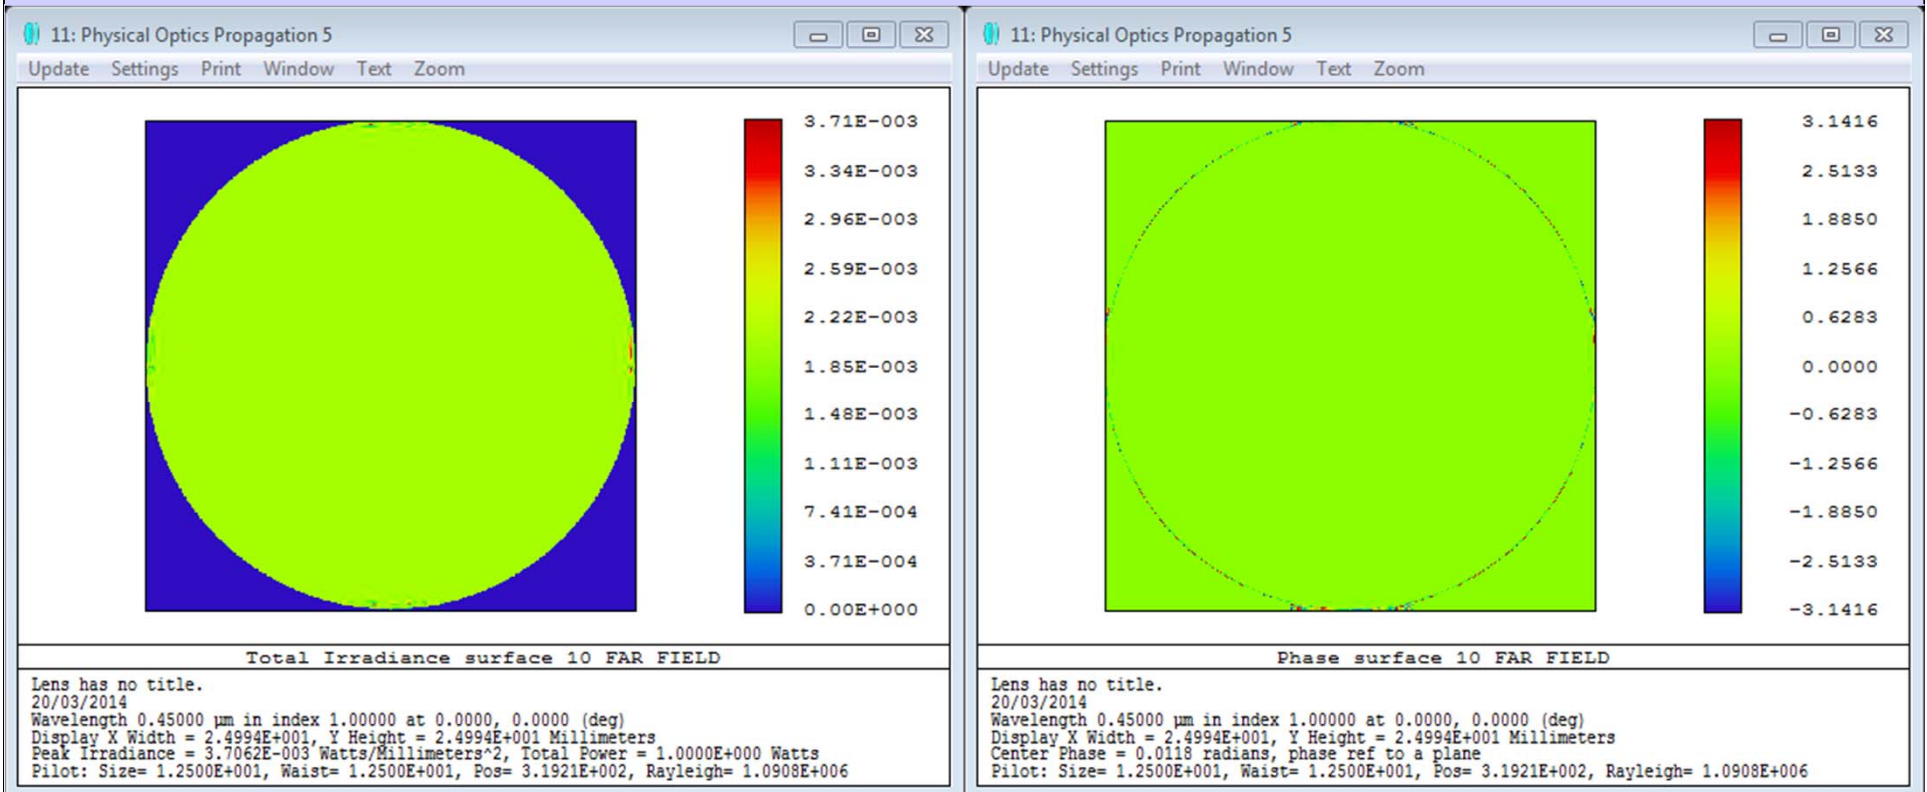 11: Physical Optics Propagation 5
Update Settings Print Window Text Zoom
3.71E-003
3.34E-003
2.96E-003
2.59E-003
2.22E-003
1.85E-003
1.48E-003
1.11E-003
7.41E-004
3.71E-004
0.00E+000
Total Irradiance surface 10 FAR FIELD
Lens has no title.
20/03/2014
Wavelength 0.45000 µm in index 1.00000 at 0.0000, 0.0000 (deg)
Display X Width = 2.4994E+001, Y Height = 2.4994E+001 Millimeters
Peak Irradiance = 3.7062E-003 Watts/Millimeters^2, Total Power = 1.0000E+000 Watts
Pilot: Size= 1.2500E+001, Waist= 1.2500E+001, Pos= 3.1921E+002, Rayleigh= 1.0908E+006
11: Physical Optics Propagation 5
Update Settings Print Window Text Zoom
3.1416
2.5133
1.8850
1.2566
0.6283
0.0000
-0.6283
-1.2566
-1.8850
-2.5133
-3.1416
Phase surface 10 FAR FIELD
Lens has no title.
20/03/2014
Wavelength 0.45000 µm in index 1.00000 at 0.0000, 0.0000 (deg)
Display X Width = 2.4994E+001, Y Height = 2.4994E+001 Millimeters
Center Phase = 0.0118 radians, phase ref to a plane
Pilot: Size= 1.2500E+001, Waist= 1.2500E+001, Pos= 3.1921E+002, Rayleigh= 1.0908E+006